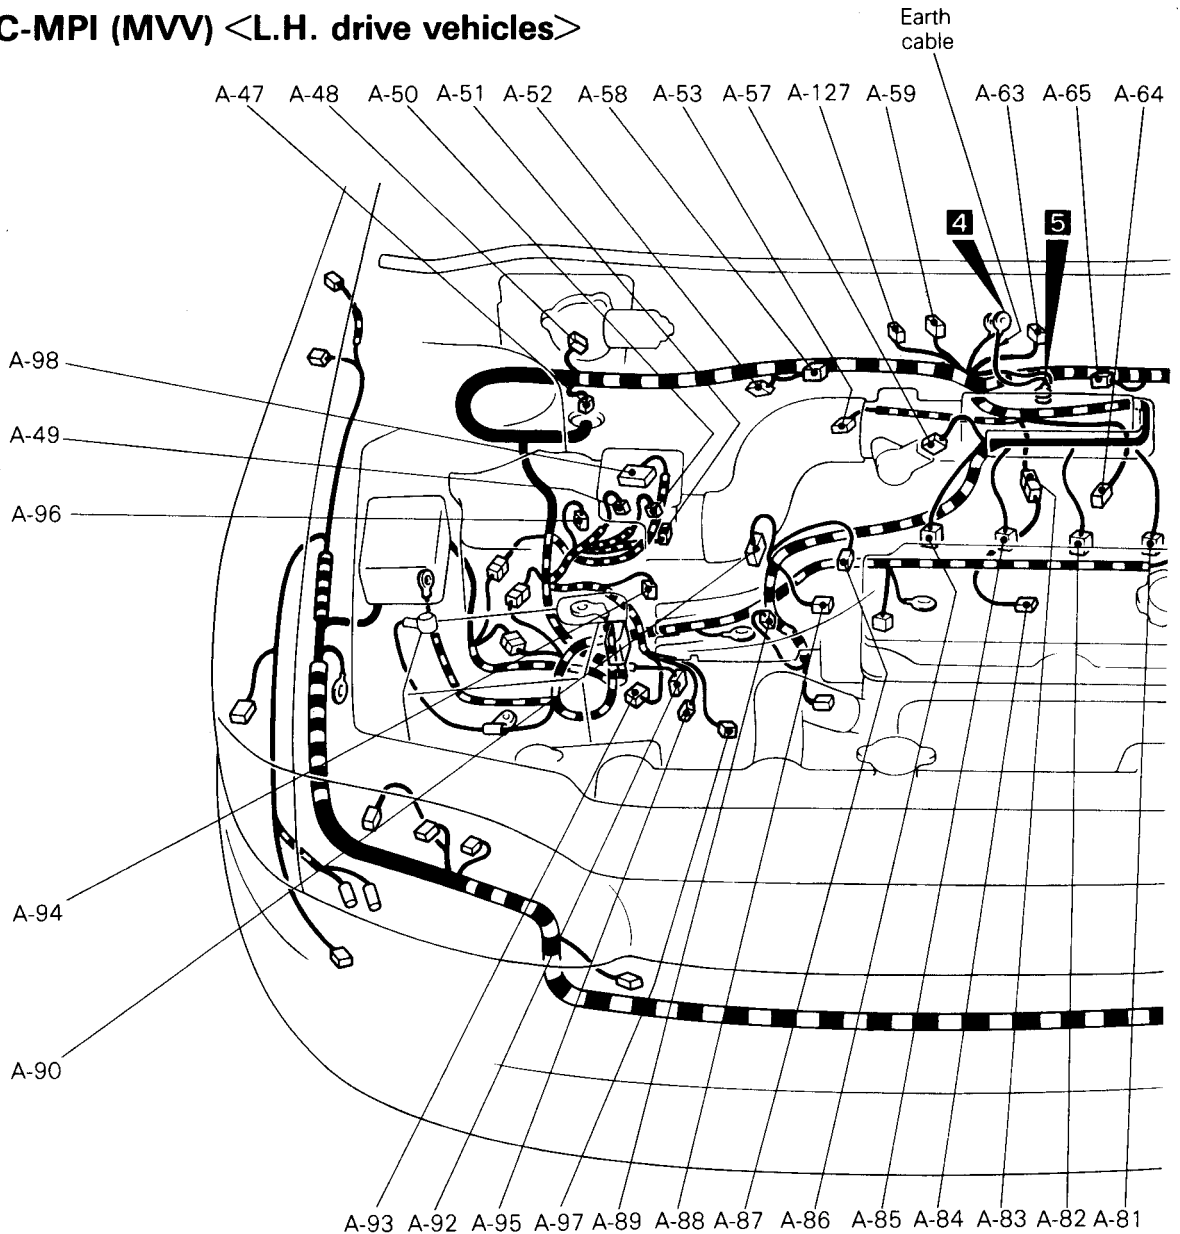 C-MPI (MVV) <L.H. drive vehicles>
Earth
cable
A-47 A-48 A-50 A-51 A-52 A-58 A-53 A-57 A-127 A-59 A-63 A-65 A-64
4 5
A-98
A-49
A-96
A-94
A-90
A-93 A-92 A-95 A-97 A-89 A-88 A-87 A-86 A-85 A-84 A-83 A-82 A-81